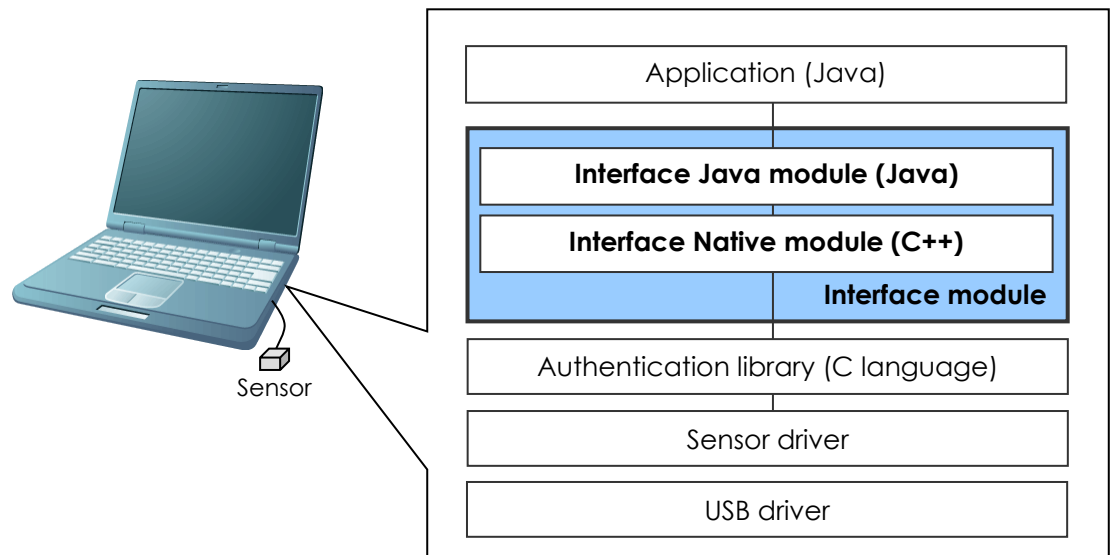 Application (Java)
Interface Java module (Java)
Interface Native module (C++)
Interface module
Authentication library (C language)
Sensor driver
USB driver
Sensor